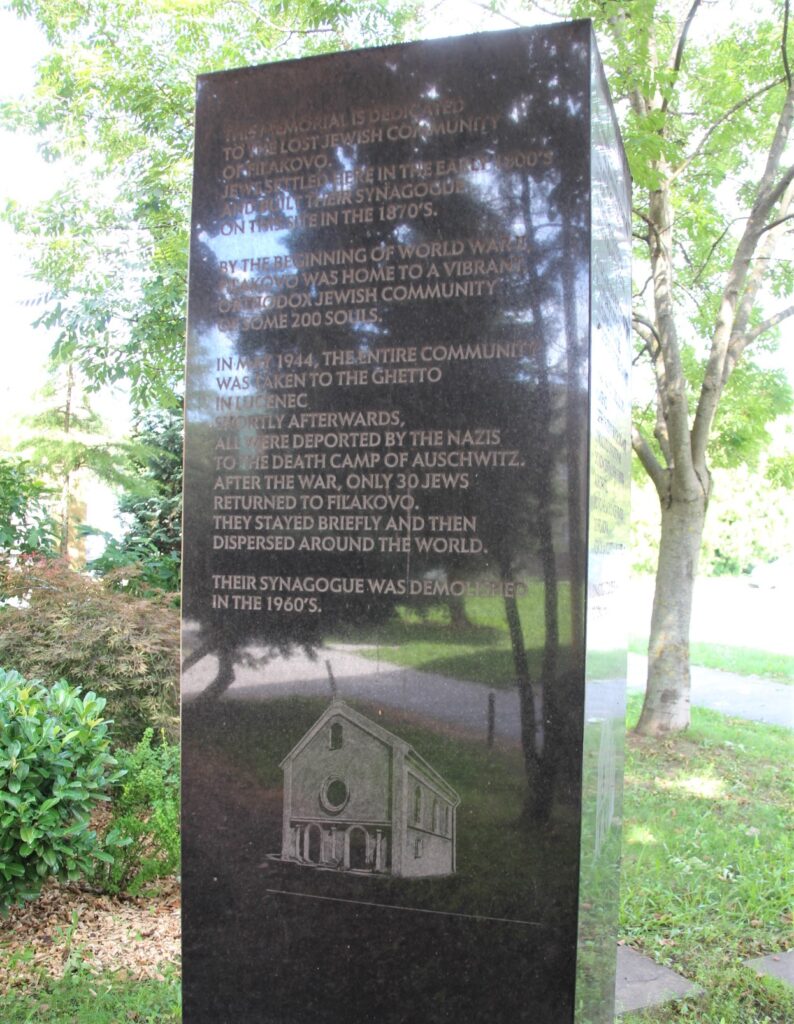 THIS MEMORIAL IS DEDICATED
TO THE LOST JEWISH COMMUNITY
OF FIĽAKOVO.
JEWS SETTLED HERE IN THE EARLY 1800'S
AND BUILT THEIR SYNAGOGUE
ON THIS SITE IN THE 1870'S.
BY THE BEGINNING OF WORLD WAR II,
FIĽAKOVO WAS HOME TO A VIBRANT
ORTHODOX JEWISH COMMUNITY
OF SOME 200 SOULS.
IN MAY 1944, THE ENTIRE COMMUNITY
WAS TAKEN TO THE GHETTO
IN LUČENEC
SHORTLY AFTERWARDS,
ALL WERE DEPORTED BY THE NAZIS
TO THE DEATH CAMP OF AUSCHWITZ.
AFTER THE WAR, ONLY 30 JEWS
RETURNED TO FIĽAKOVO.
THEY STAYED BRIEFLY AND THEN
DISPERSED AROUND THE WORLD.
THEIR SYNAGOGUE WAS DEMOLISHED
IN THE 1960'S.